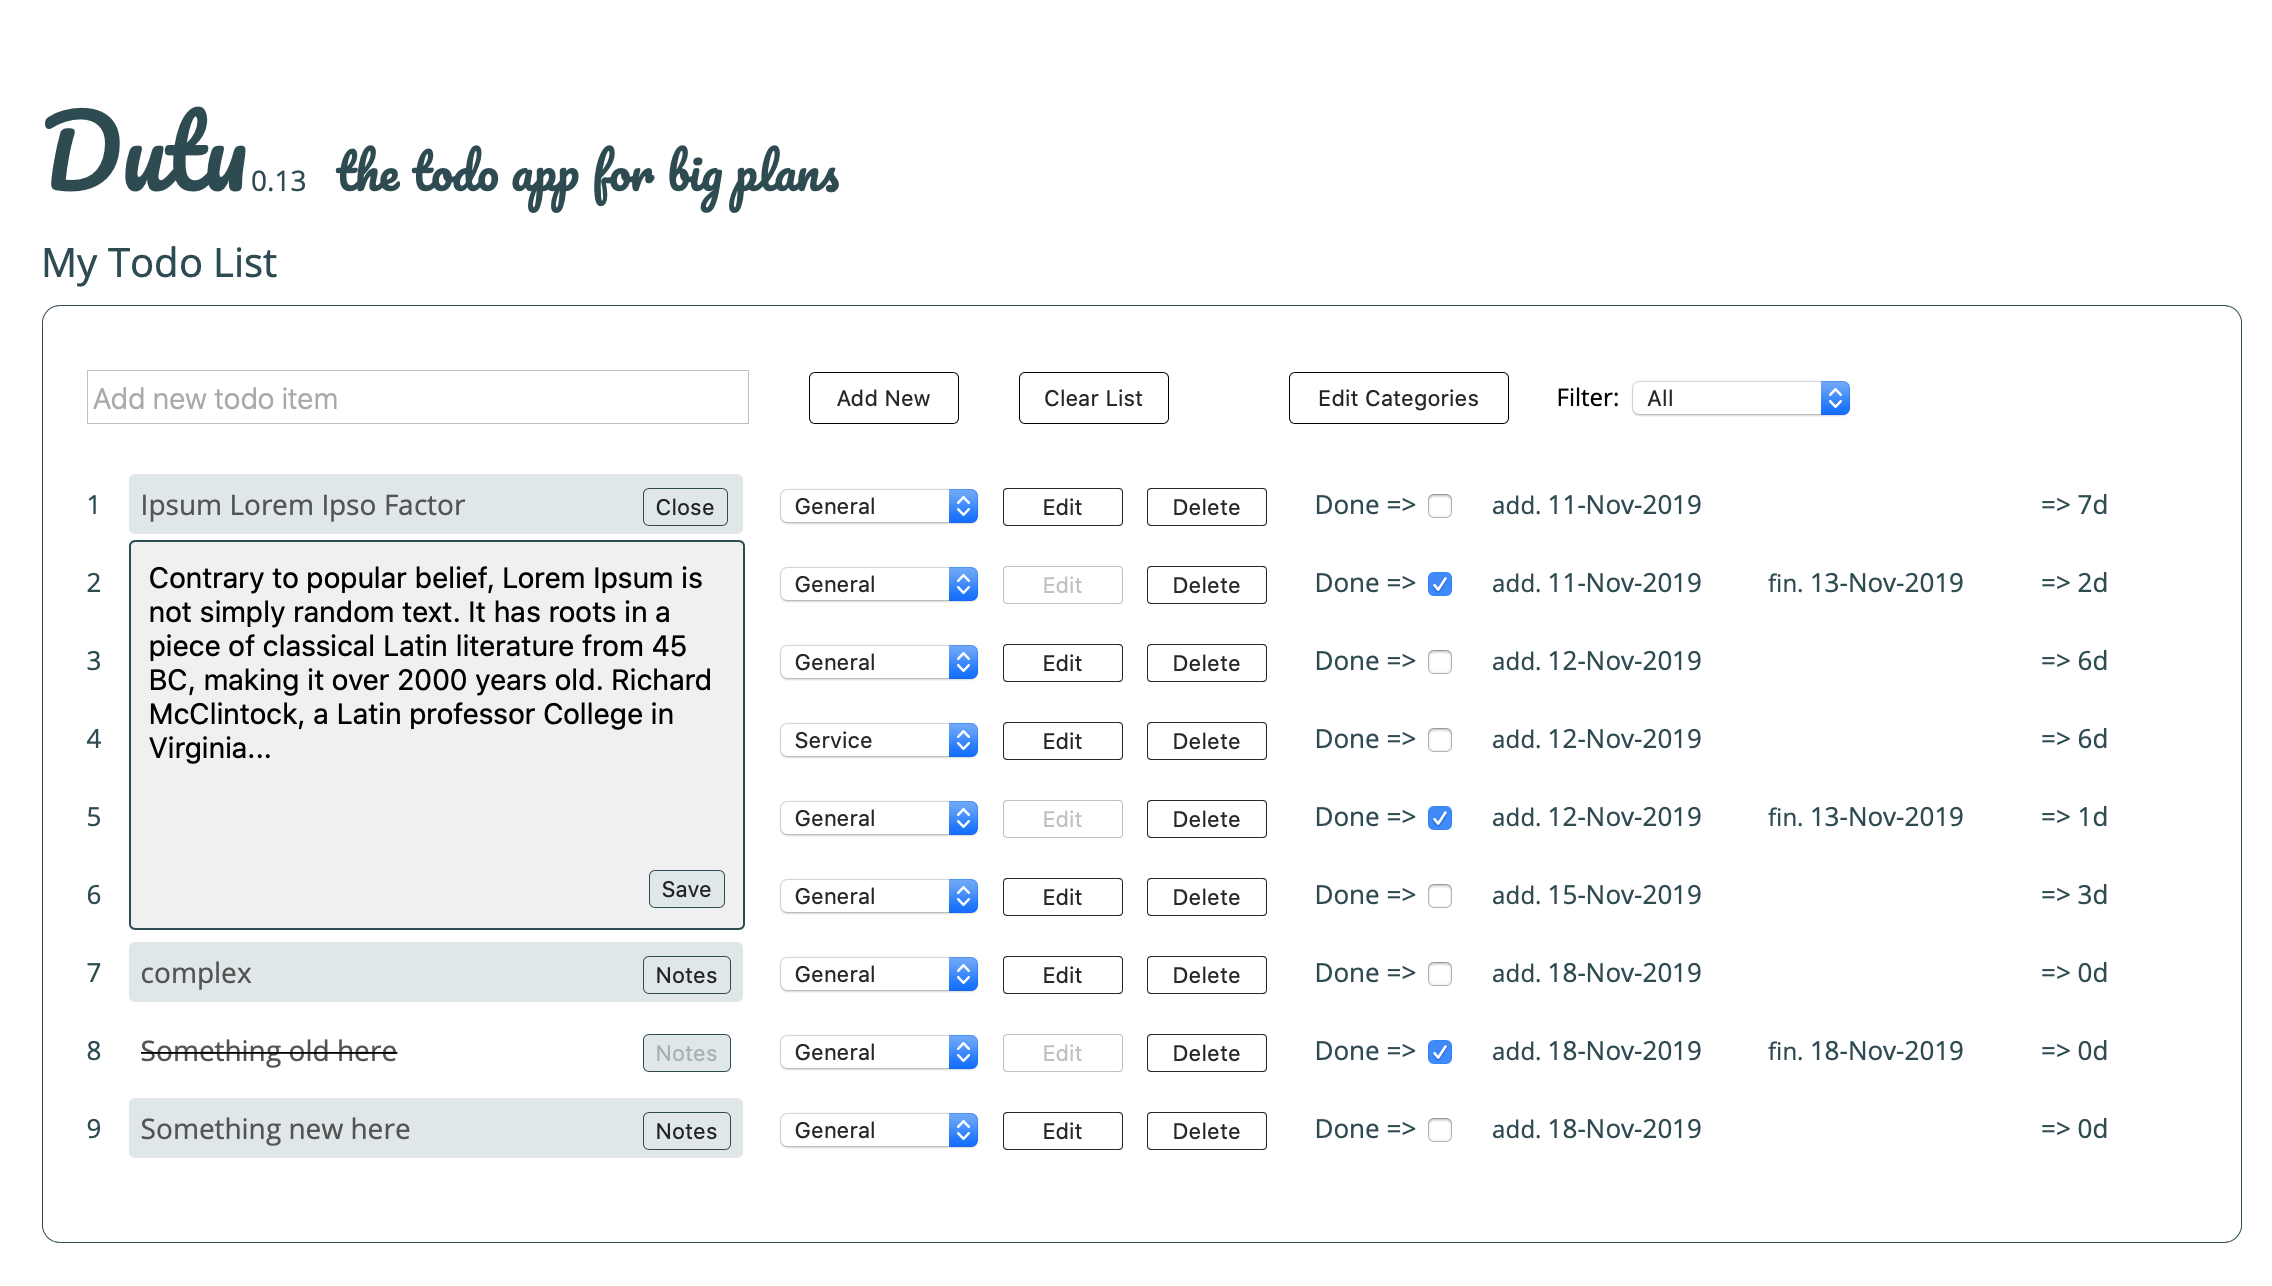 Dutu 0.13 the todo app for big plans
My Todo List
Add new todo item Add New Clear List Edit Categories Filter: All
1 Ipsum Lorem Ipso Factor Close General Edit Delete Done => add. 11-Nov-2019 => 7d
Contrary to popular belief, Lorem Ipsum is
not simply random text. It has roots in a
piece of classical Latin literature from 45
BC, making it over 2000 years old. Richard
McClintock, a Latin professor College in
Virginia...
Save
2 General Edit Delete Done => add. 11-Nov-2019 fin. 13-Nov-2019 => 2d
3 General Edit Delete Done => add. 12-Nov-2019 => 6d
4 Service Edit Delete Done => add. 12-Nov-2019 => 6d
5 General Edit Delete Done => add. 12-Nov-2019 fin. 13-Nov-2019 => 1d
6 General Edit Delete Done => add. 15-Nov-2019 => 3d
7 complex Notes General Edit Delete Done => add. 18-Nov-2019 => 0d
8 Something old here Notes General Edit Delete Done => add. 18-Nov-2019 fin. 18-Nov-2019 => 0d
9 Something new here Notes General Edit Delete Done => add. 18-Nov-2019 => 0d